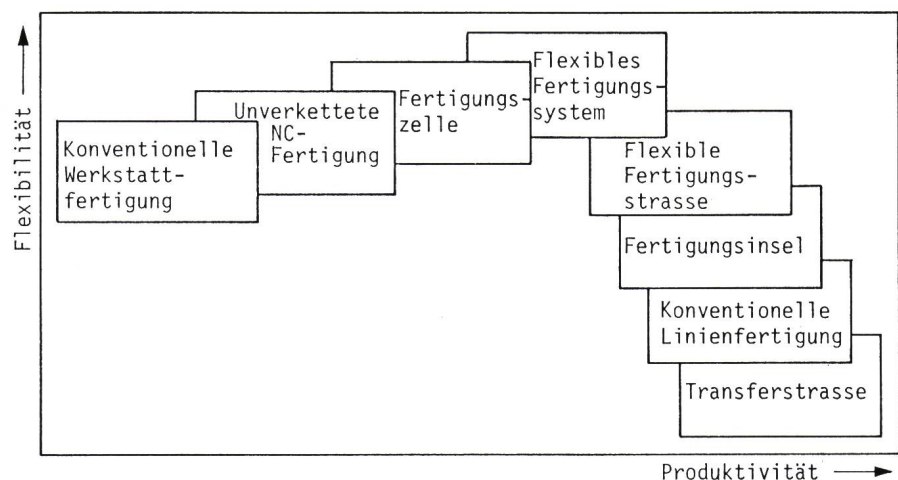 Flexibilität
Konventionelle
Werkstatt-
fertigung
Unverkettete
NC-
Fertigung
Fertigungs-
zelle
Flexibles
Fertigungs-
system
Flexible
Fertigungs-
strasse
Fertigungsinsel
Konventionelle
Linienfertigung
Transferstrasse
Produktivität